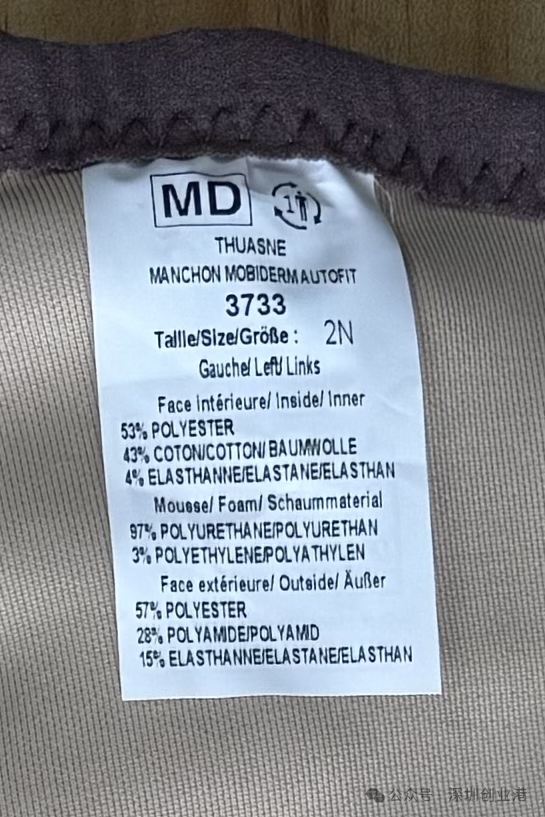 MD
1
THUASNE
MANCHON MOBIDERM AUTOFIT
3733
Taille/Size/Größe : 2N
Gauche/ Left/ Links
Face intérieure/ Inside/ Inner
53% POLYESTER
43% COTON/COTTON/ BAUMWOLLE
4% ELASTHANNE/ELASTANE/ELASTHAN
Mousse/ Foam/ Schaummaterial
97% POLYURETHANE/POLYURETHAN
3% POLYETHYLENE/POLYATHYLEN
Face extérieure/ Outside/ Äußer
57% POLYESTER
28% POLYAMIDE/POLYAMID
15% ELASTHANNE/ELASTANE/ELASTHAN
公众号 · 深圳创业港